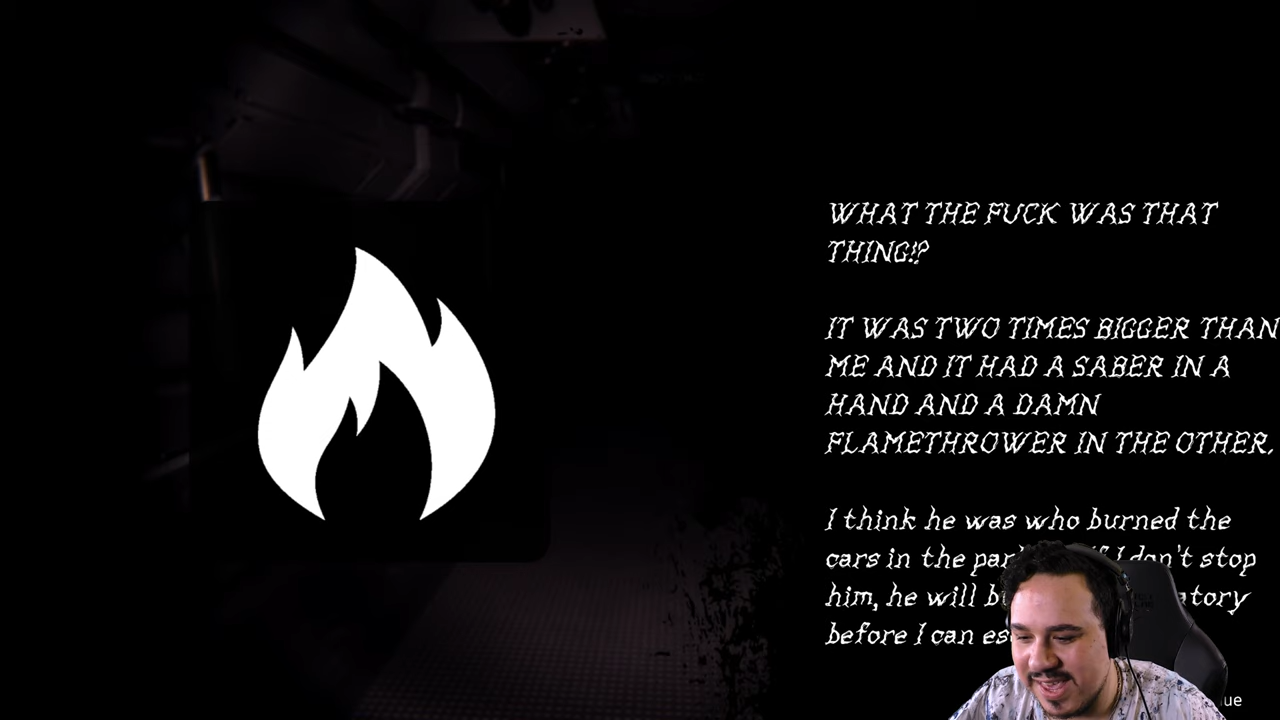 WHAT THE FUCK WAS THAT
THING!?
IT WAS TWO TIMES BIGGER THAN
ME AND IT HAD A SABER IN A
HAND AND A DAMN
FLAMETHROWER IN THE OTHER.
I think he was who burned the
cars in the I don't stop
him, he will
before I can